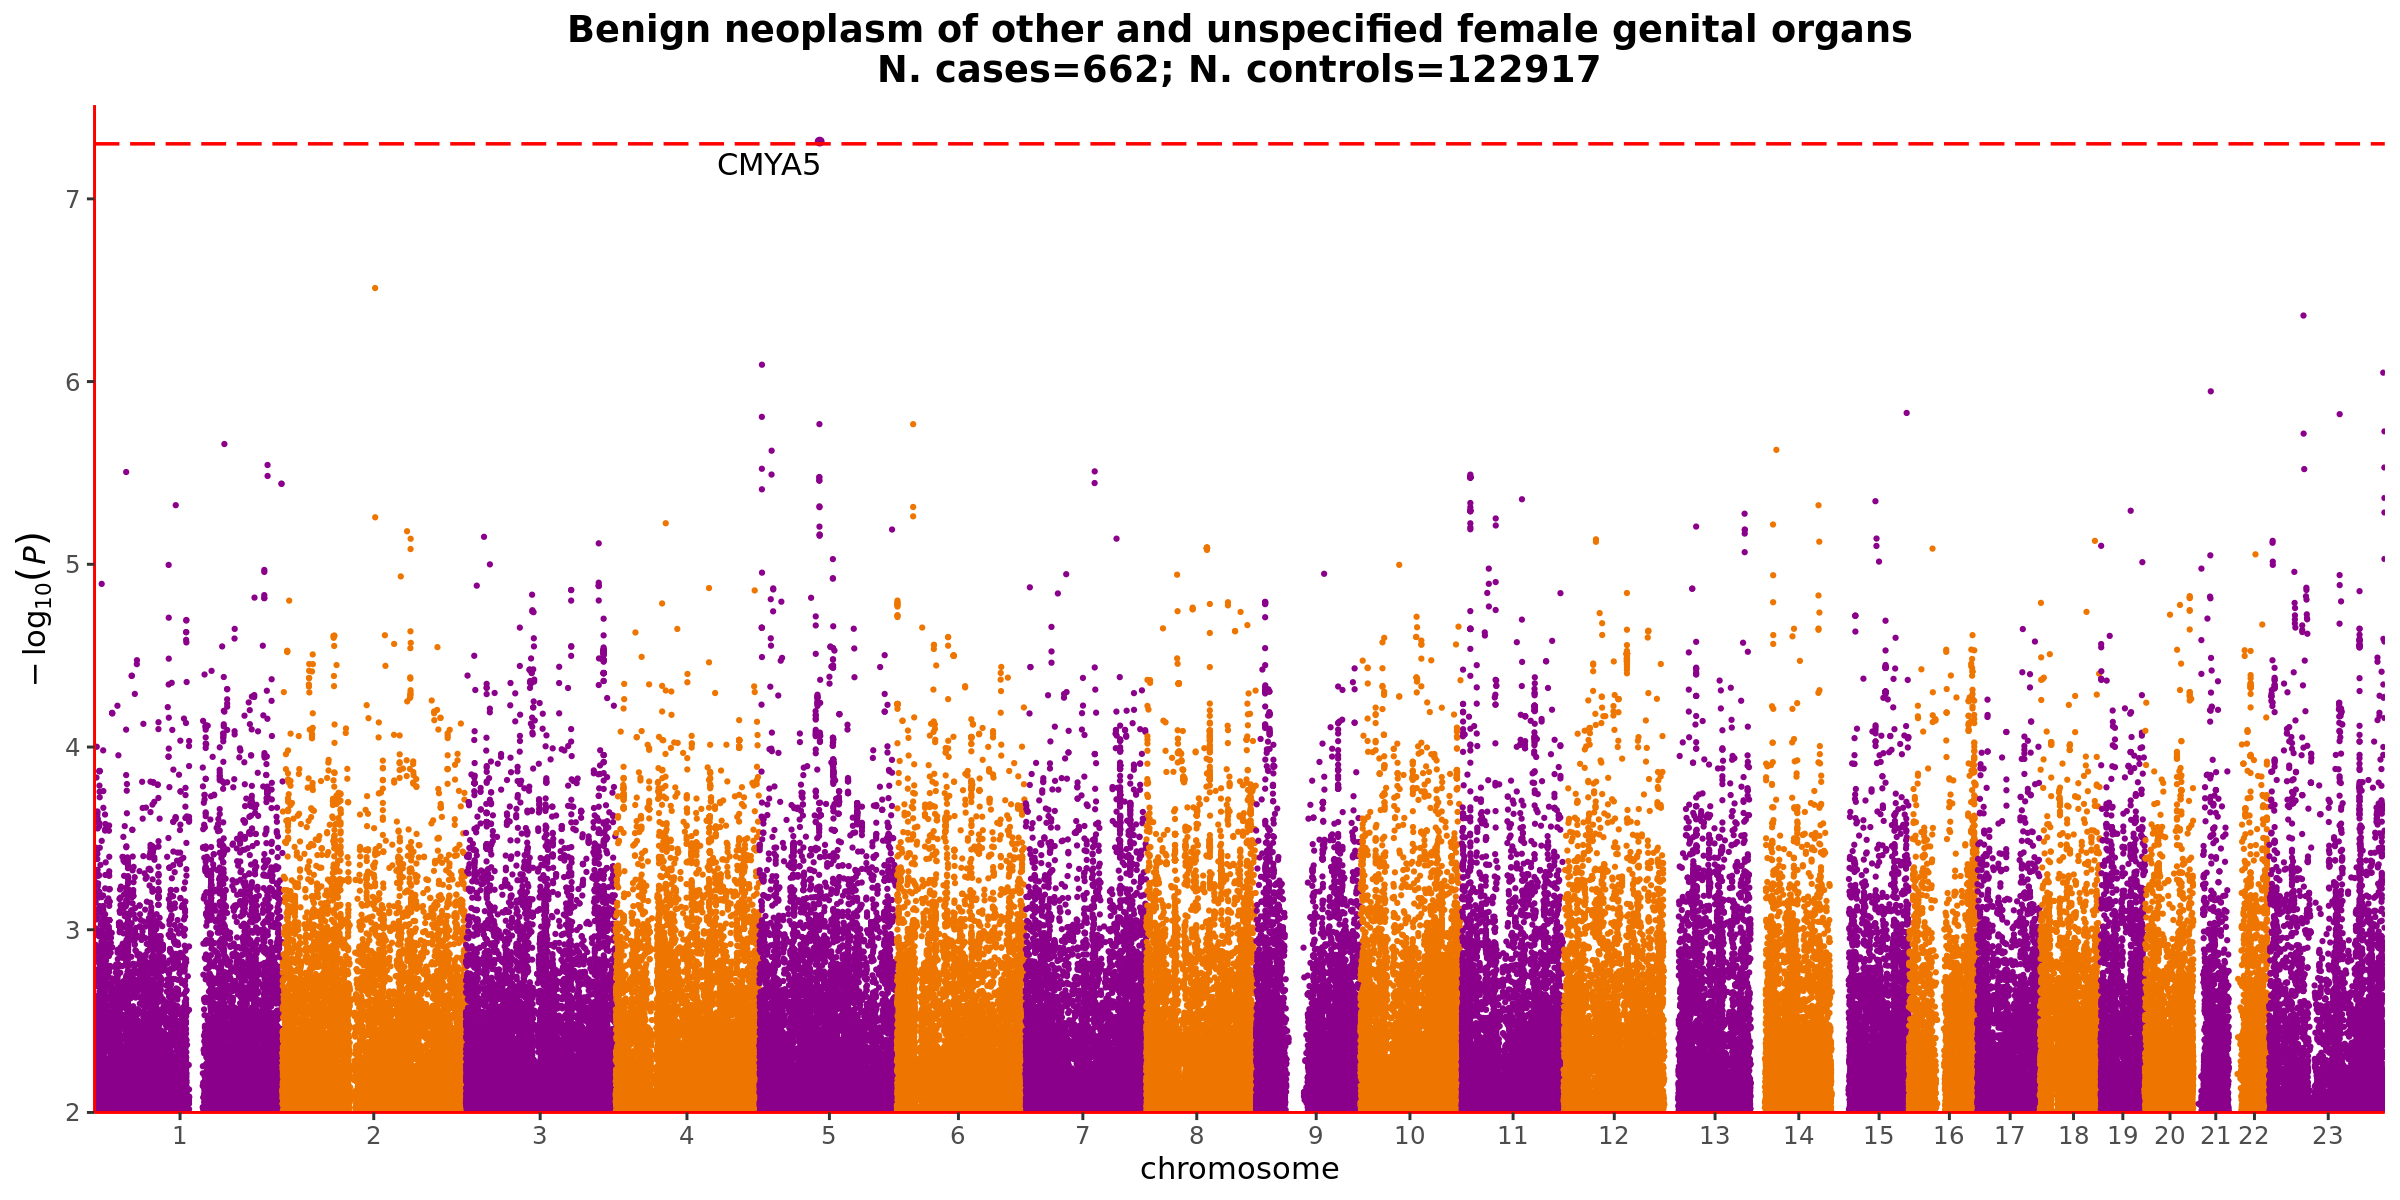 Benign neoplasm of other and unspecified female genital organs
N. cases=662; N. controls=122917
CMYA5
7
6
5
4
3
2
−log₁₀(P)
1 2 3 4 5 6 7 8 9 10 11 12 13 14 15 16 17 18 19 20 21 22 23
chromosome